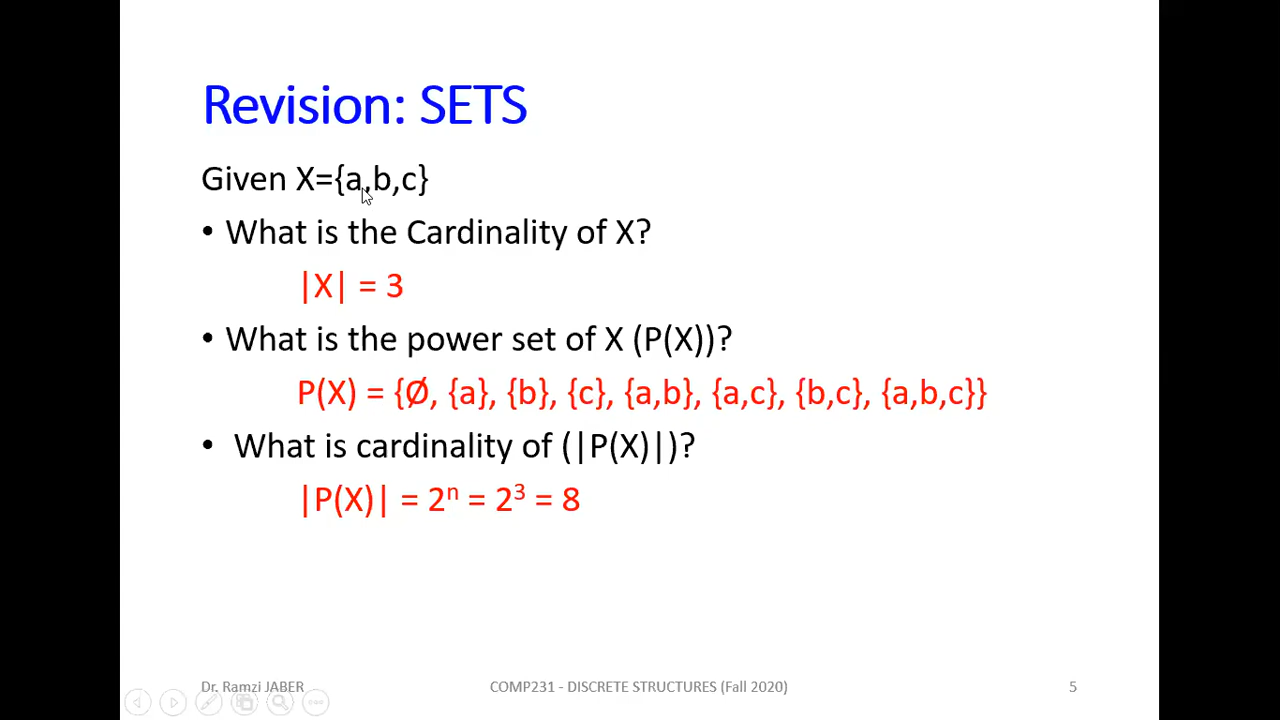 Revision: SETS
Given X={a,b,c}
• What is the Cardinality of X?
|X| = 3
• What is the power set of X (P(X))?
P(X) = {Ø, {a}, {b}, {c}, {a,b}, {a,c}, {b,c}, {a,b,c}}
• What is cardinality of (|P(X)|)?
|P(X)| = 2ⁿ = 2³ = 8
Dr. Ramzi JABER
COMP231 - DISCRETE STRUCTURES (Fall 2020)
5